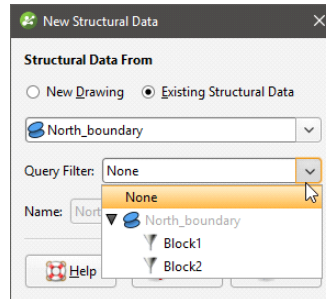 New Structural Data
Structural Data From
New Drawing Existing Structural Data
North_boundary
Query Filter: None
None
Name: Nort
North_boundary
Block1
Block2
Help